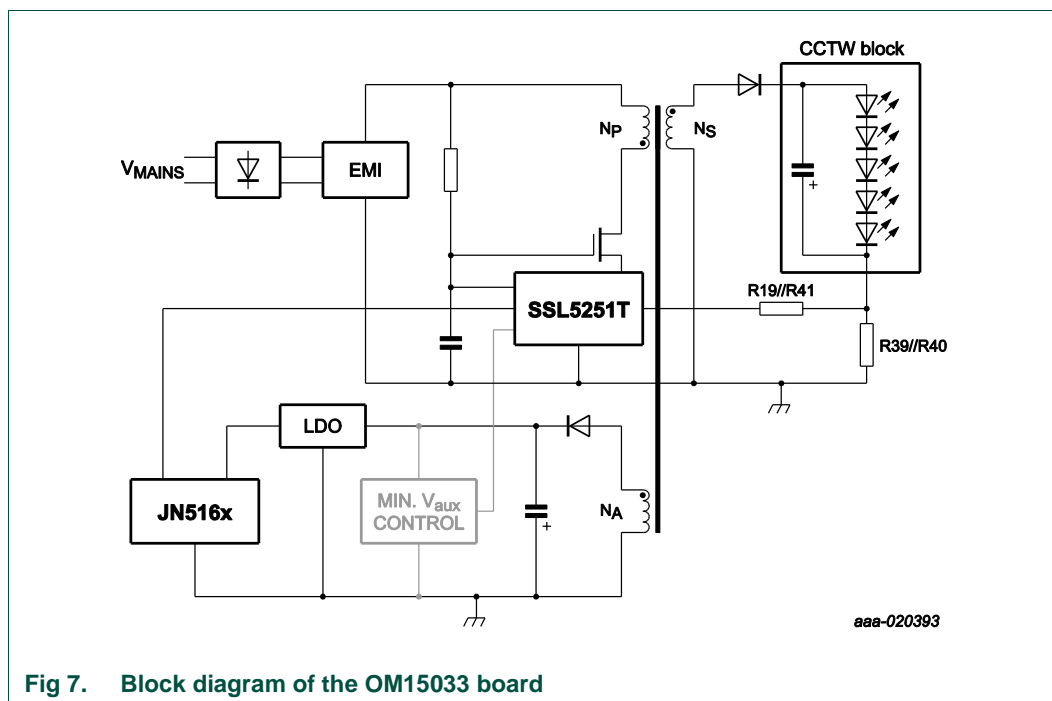 CCTW block
VMAINS
EMI
NP
NS
SSL5251T
R19//R41
R39//R40
LDO
JN516x
MIN. Vaux
CONTROL
NA
+
+
aaa-020393
Fig 7. Block diagram of the OM15033 board